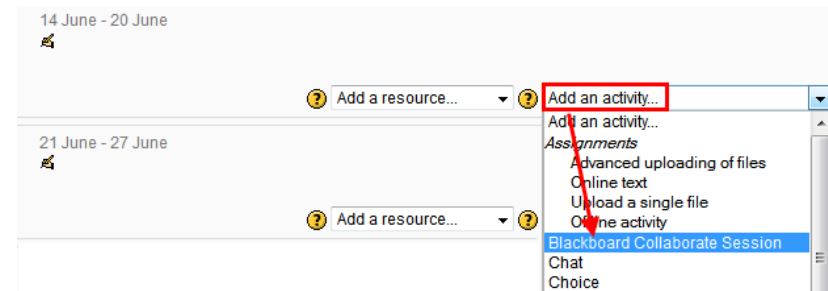 14 June - 20 June
? Add a resource... ? Add an activity...
Add an activity...
Assignments
Advanced uploading of files
Online text
Upload a single file
Offline activity
Blackboard Collaborate Session
Chat
Choice
21 June - 27 June
? Add a resource... ?